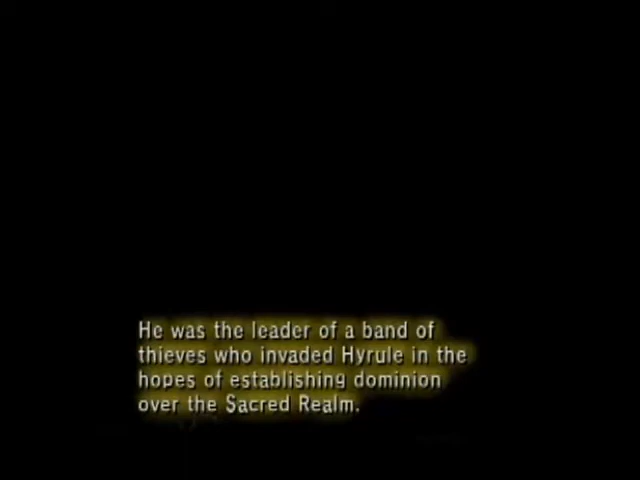 He was the leader of a band of
thieves who invaded Hyrule in the
hopes of establishing dominion
over the Sacred Realm.